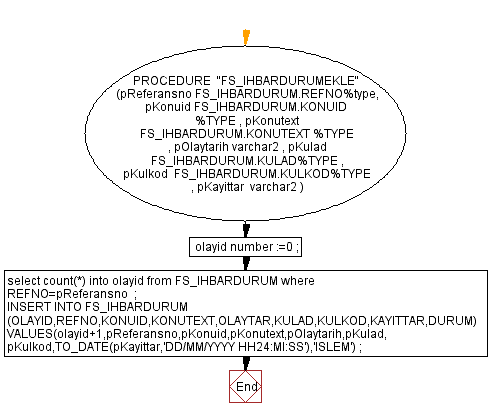 PROCEDURE "FS_IHBARDURUMEKLE"
(pReferansno FS_IHBARDURUM.REFNO%type,
pKonuid FS_IHBARDURUM.KONUID
%TYPE , pKonutext
FS_IHBARDURUM.KONUTEXT %TYPE
, pOlaytarih varchar2 , pKulad
FS_IHBARDURUM.KULAD%TYPE ,
pKulkod FS_IHBARDURUM.KULKOD%TYPE
, pKayittar varchar2 )
olayid number :=0 ;
select count(*) into olayid from FS_IHBARDURUM where
REFNO=pReferansno ;
INSERT INTO FS_IHBARDURUM
(OLAYID,REFNO,KONUID,KONUTEXT,OLAYTAR,KULAD,KULKOD,KAYITTAR,DURUM)
VALUES(olayid+1,pReferansno,pKonuid,pKonutext,pOlaytarih,pKulad,
pKulkod,TO_DATE(pKayittar,'DD/MM/YYYY HH24:MI:SS'),'ISLEM') ;
End